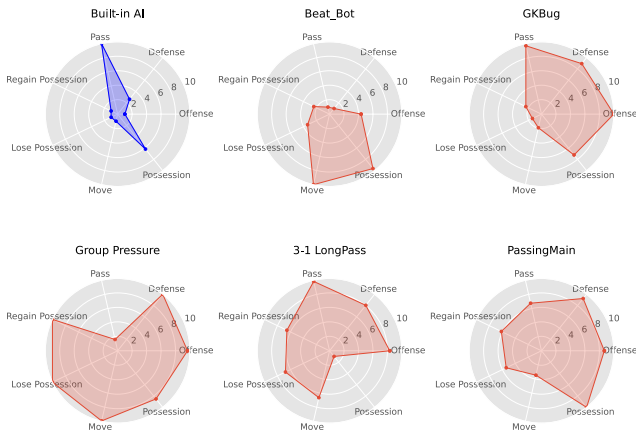 Built-in AI
Pass
Defense
Regain Possession
2 4 6 8 10
Offense
Lose Possession
Possession
Move
Beat_Bot
Pass
Defense
Regain Possession
2 4 6 8 10
Offense
Lose Possession
Possession
Move
GKBug
Pass
Defense
Regain Possession
2 4 6 8 10
Offense
Lose Possession
Possession
Move
Group Pressure
Pass
Defense
Regain Possession
2 4 6 8 10
Offense
Lose Possession
Possession
Move
3-1 LongPass
Pass
Defense
Regain Possession
2 4 6 8 10
Offense
Lose Possession
Possession
Move
PassingMain
Pass
Defense
Regain Possession
2 4 6 8 10
Offense
Lose Possession
Possession
Move